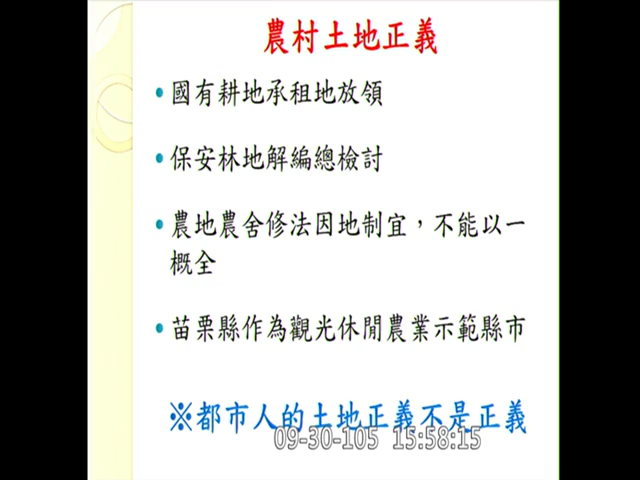 農村土地正義
•國有耕地承租地放領
•保安林地解編總檢討
•農地農舍修法因地制宜，不能以一
概全
•苗栗縣作為觀光休閒農業示範縣市
※都市人的土地正義不是正義
09-30-105 15:58:15